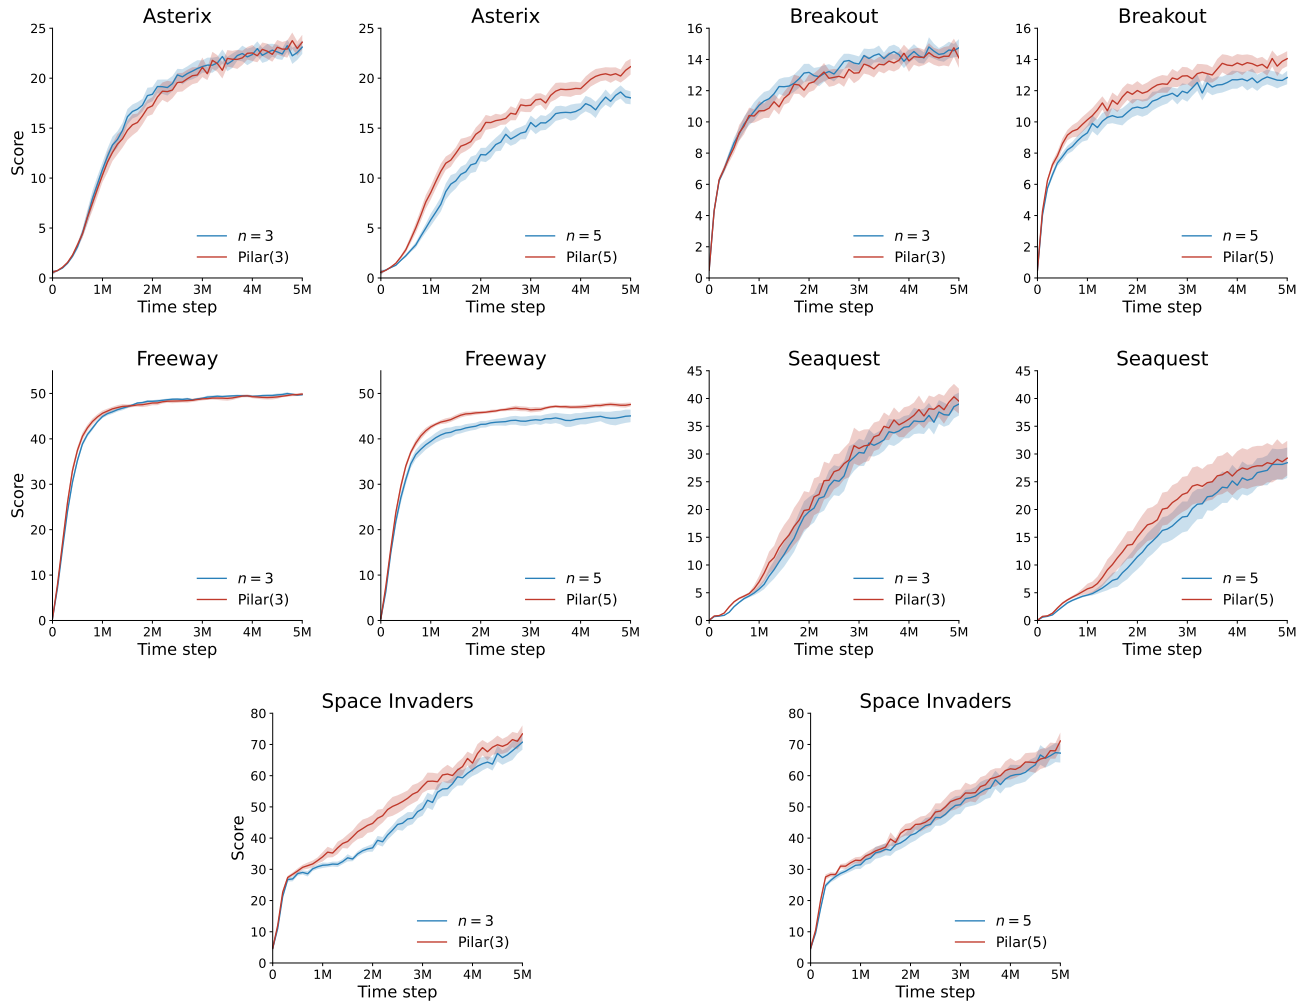 Asterix
25
20
15
10
5
0
Score
0 1M 2M 3M 4M 5M
Time step
n = 3
Pilar(3)
Asterix
25
20
15
10
5
0
0 1M 2M 3M 4M 5M
Time step
n = 5
Pilar(5)
Breakout
16
14
12
10
8
6
4
2
0
0 1M 2M 3M 4M 5M
Time step
n = 3
Pilar(3)
Breakout
16
14
12
10
8
6
4
2
0
0 1M 2M 3M 4M 5M
Time step
n = 5
Pilar(5)
Freeway
50
40
30
20
10
0
Score
0 1M 2M 3M 4M 5M
Time step
n = 3
Pilar(3)
Freeway
50
40
30
20
10
0
0 1M 2M 3M 4M 5M
Time step
n = 5
Pilar(5)
Seaquest
45
40
35
30
25
20
15
10
5
0
0 1M 2M 3M 4M 5M
Time step
n = 3
Pilar(3)
Seaquest
45
40
35
30
25
20
15
10
5
0
0 1M 2M 3M 4M 5M
Time step
n = 5
Pilar(5)
Space Invaders
80
70
60
50
40
30
20
10
0
Score
0 1M 2M 3M 4M 5M
Time step
n = 3
Pilar(3)
Space Invaders
80
70
60
50
40
30
20
10
0
0 1M 2M 3M 4M 5M
Time step
n = 5
Pilar(5)